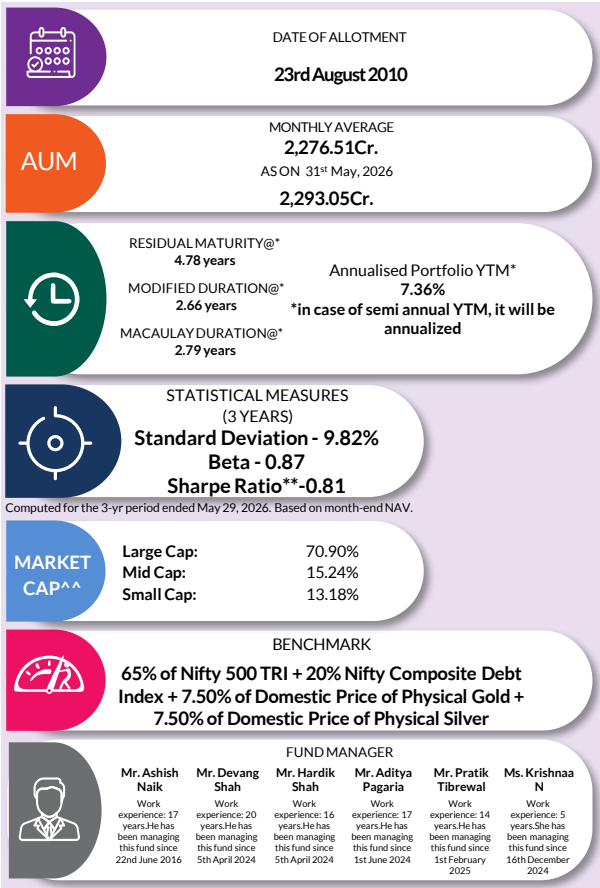 DATE OF ALLOTMENT
23rd August 2010
AUM
MONTHLY AVERAGE
2,276.51Cr.
AS ON 31st May, 2026
2,293.05Cr.
RESIDUAL MATURITY@*
4.78 years
MODIFIED DURATION@*
2.66 years
MACAULAY DURATION@*
2.79 years
Annualised Portfolio YTM*
7.36%
*in case of semi annual YTM, it will be
annualized
STATISTICAL MEASURES
(3 YEARS)
Standard Deviation - 9.82%
Beta - 0.87
Sharpe Ratio**-0.81
Computed for the 3-yr period ended May 29, 2026. Based on month-end NAV.
MARKET
CAP^^
Large Cap: 70.90%
Mid Cap: 15.24%
Small Cap: 13.18%
BENCHMARK
65% of Nifty 500 TRI + 20% Nifty Composite Debt
Index + 7.50% of Domestic Price of Physical Gold +
7.50% of Domestic Price of Physical Silver
FUND MANAGER
Mr. Ashish
Naik
Work
experience: 17
years.He has
been managing
this fund since
22nd June 2016
Mr. Devang
Shah
Work
experience: 20
years.He has
been managing
this fund since
5th April 2024
Mr. Hardik
Shah
Work
experience: 16
years.He has
been managing
this fund since
5th April 2024
Mr. Aditya
Pagaria
Work
experience: 17
years.He has
been managing
this fund since
1st June 2024
Mr. Pratik
Tibrewal
Work
experience: 14
years.He has
been managing
this fund since
1st February
2025
Ms. Krishnaa
N
Work
experience: 5
years.She has
been managing
this fund since
16th December
2024